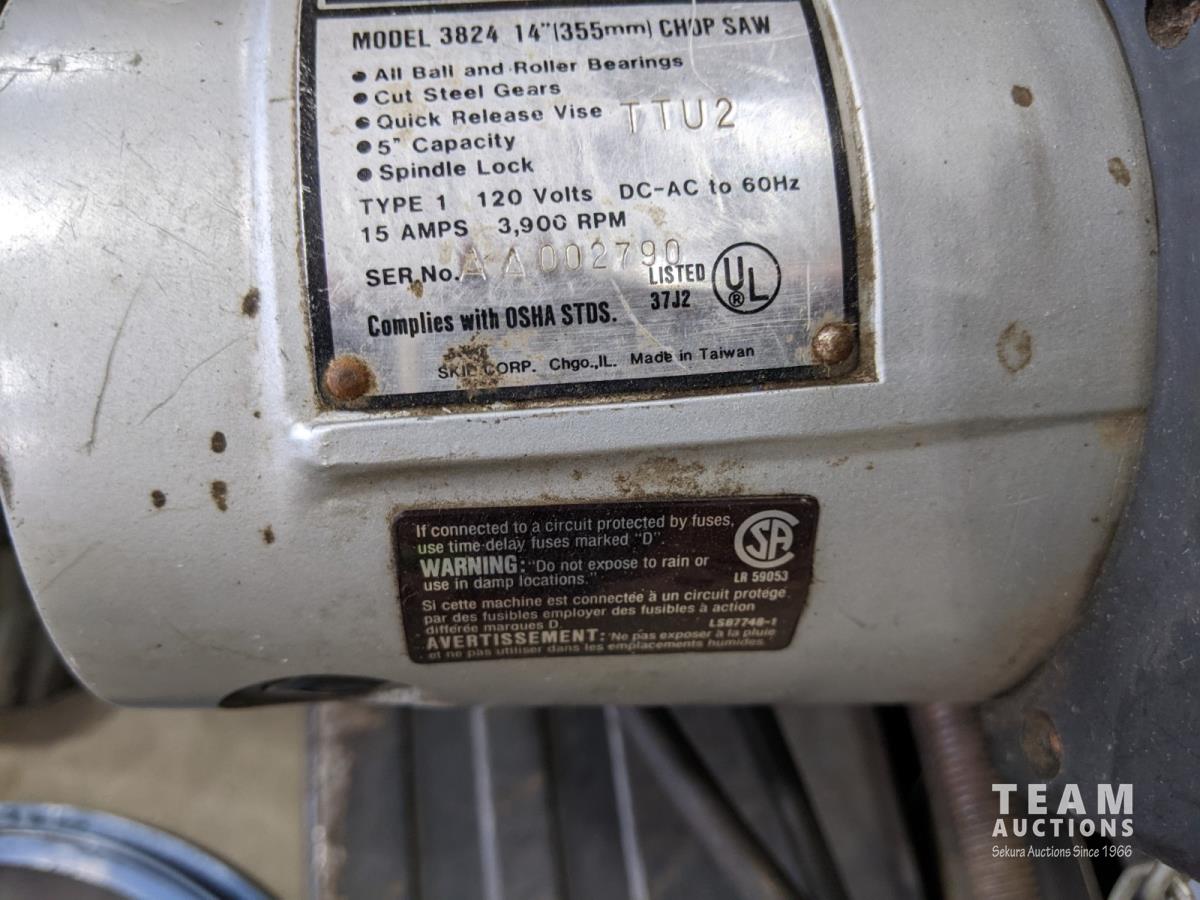 MODEL 3824 14"(355mm) CHOP SAW
• All Ball and Roller Bearings
• Cut Steel Gears
• Quick Release Vise TTU2
• 5" Capacity
• Spindle Lock
TYPE 1 120 Volts DC-AC to 60Hz
15 AMPS 3,900 RPM
SER.No. AA002790
LISTED UL ®
37J2
Complies with OSHA STDS.
SKIL CORP. Chgo.,IL. Made in Taiwan
If connected to a circuit protected by fuses,
use time-delay fuses marked "D".
WARNING: "Do not expose to rain or
use in damp locations."
SA
LR 59053
Si cette machine est connectée à un circuit protégé
par des fusibles employer des fusibles à action
différée marques D.
LS87748-1
AVERTISSEMENT: "Ne pas exposer à la pluie
et ne pas utiliser dans les emplacements humides.
TEAM
AUCTIONS
Sekura Auctions Since 1966